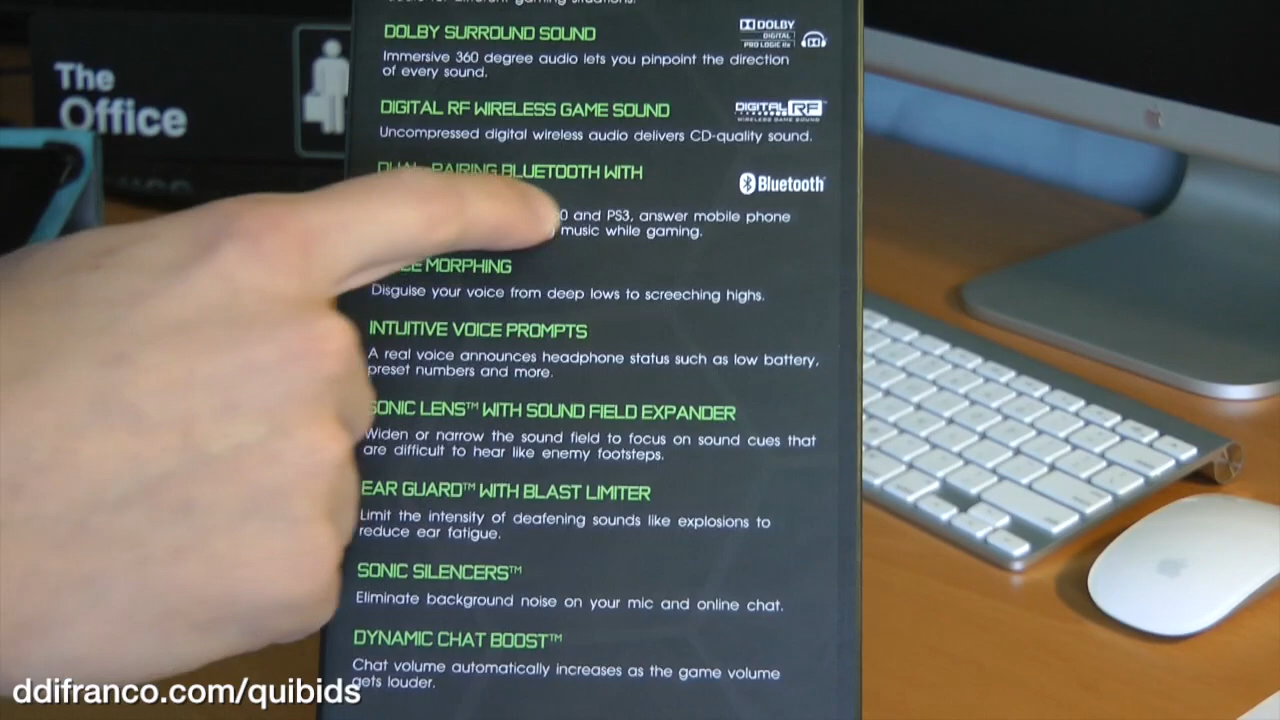 The
Office
DOLBY SURROUND SOUND
DOLBY
DIGITAL
PRO LOGIC IIx
Immersive 360 degree audio lets you pinpoint the direction
of every sound.
DIGITAL RF WIRELESS GAME SOUND
DIGITAL RF
WIRELESS GAME SOUND
Uncompressed digital wireless audio delivers CD-quality sound.
PAIRING BLUETOOTH WITH
Bluetooth
and PS3, answer mobile phone
music while gaming.
MORPHING
Disguise your voice from deep lows to screeching highs.
INTUITIVE VOICE PROMPTS
A real voice announces headphone status such as low battery,
preset numbers and more.
SONIC LENS™ WITH SOUND FIELD EXPANDER
Widen or narrow the sound field to focus on sound cues that
are difficult to hear like enemy footsteps.
EAR GUARD™ WITH BLAST LIMITER
Limit the intensity of deafening sounds like explosions to
reduce ear fatigue.
SONIC SILENCERS™
Eliminate background noise on your mic and online chat.
DYNAMIC CHAT BOOST™
Chat volume automatically increases as the game volume
gets louder.
ddifranco.com/quibids